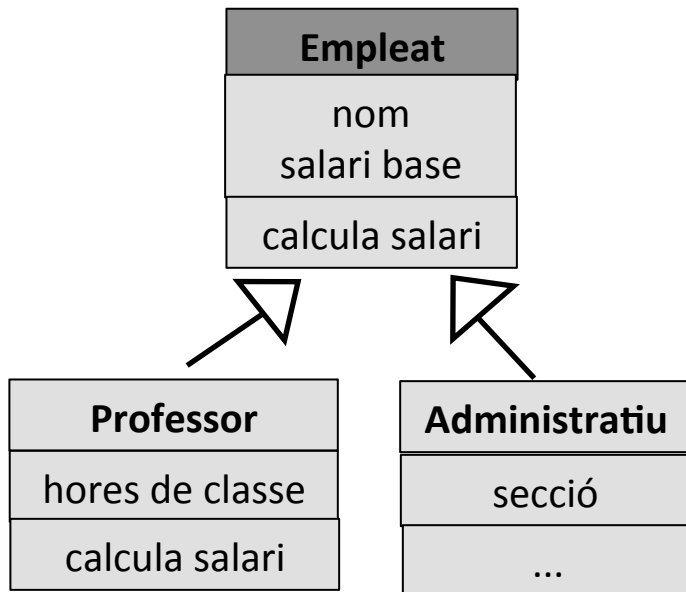 Empleat
nom
salari base
calcula salari
Professor
hores de classe
calcula salari
Administratiu
secció
...